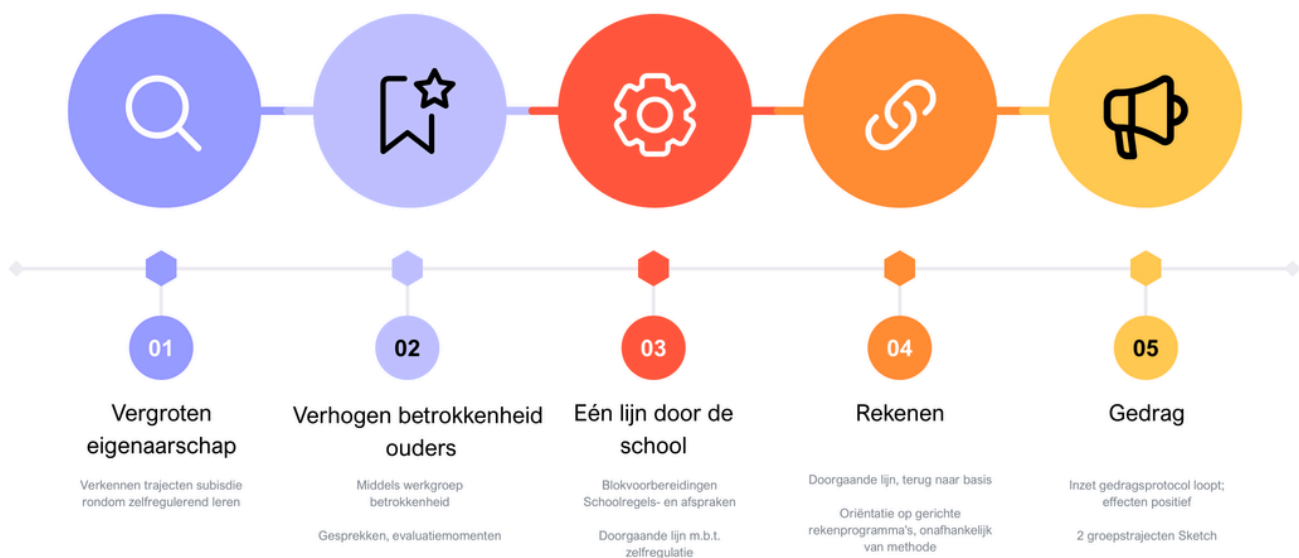 01
Vergroten
eigenaarschap
Verkennen trajecten subisdie
rondom zelfregulerend leren
02
Verhogen betrokkenheid
ouders
Middels werkgroep
betrokkenheid
Gesprekken, evaluatiemomenten
03
Eén lijn door de
school
Blokvoorbereidingen
Schoolregels- en afspraken
Doorgaande lijn m.b.t.
zelfregulatie
04
Rekenen
Doorgaande lijn, terug naar basis
Oriëntatie op gerichte
rekenprogramma's, onafhankelijk
van methode
05
Gedrag
Inzet gedragsprotocol loopt;
effecten positief
2 groepstrajecten Sketch